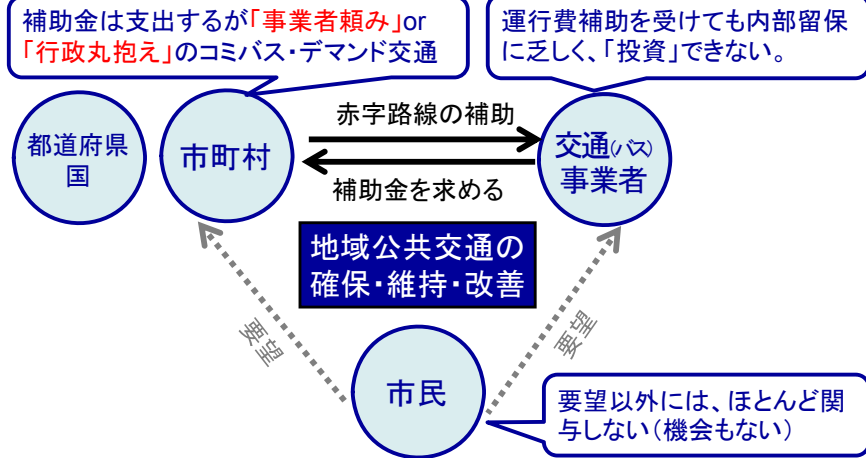 補助金は支出するが「事業者頼み」or
「行政丸抱え」のコミバス・デマンド交通
運行費補助を受けても内部留保
に乏しく、「投資」できない。
都道府県
国
市町村
赤字路線の補助
補助金を求める
交通(バス)
事業者
地域公共交通の
確保・維持・改善
要望
要望
市民
要望以外には、ほとんど関
与しない(機会もない)